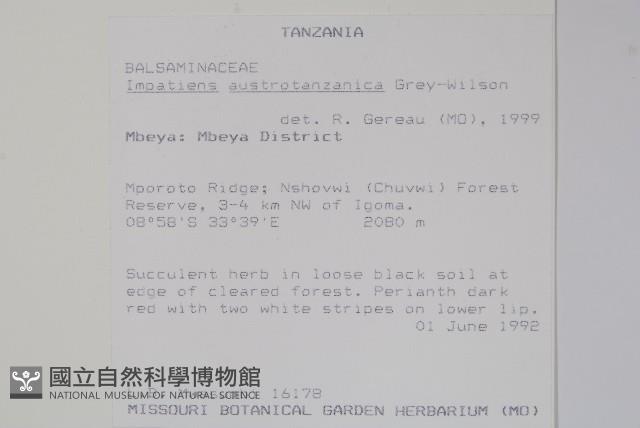 TANZANIA
BALSAMINACEAE
Impatiens austrotanzanica Grey-Wilson
det. R. Gereau (MO), 1999
Mbeya: Mbeya District
Mporoto Ridge; Nshovwi (Chuvwi) Forest
Reserve, 3-4 km NW of Igoma.
08°58'S 33°39'E 2080 m
Succulent herb in loose black soil at
edge of cleared forest. Perianth dark
red with two white stripes on lower lip.
01 June 1992
16178
國立自然科學博物館
NATIONAL MUSEUM OF NATURAL SCIENCE
MISSOURI BOTANICAL GARDEN HERBARIUM (MO)